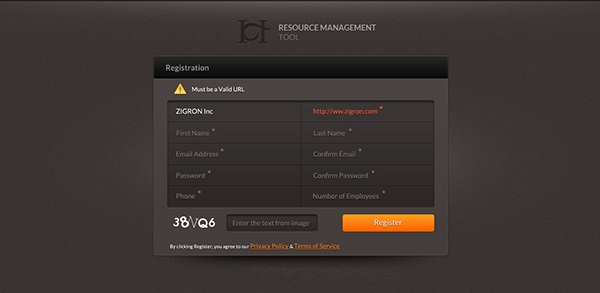 RESOURCE MANAGEMENT
TOOL
Registration
Must be a Valid URL
ZIGRON Inc
http://ww.zigron.com *
First Name *
Last Name *
Email Address *
Confirm Email *
Password *
Confirm Password *
Phone *
Number of Employees *
38VQ6
Enter the text from image
Register
By clicking Register, you agree to our Privacy Policy & Terms of Service